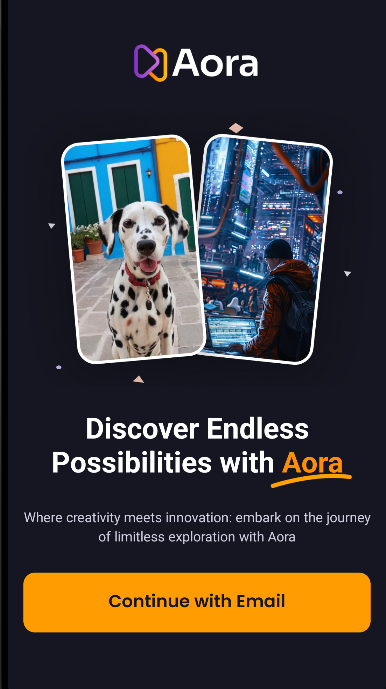 Aora
Discover Endless
Possibilities with Aora
Where creativity meets innovation: embark on the journey
of limitless exploration with Aora
Continue with Email